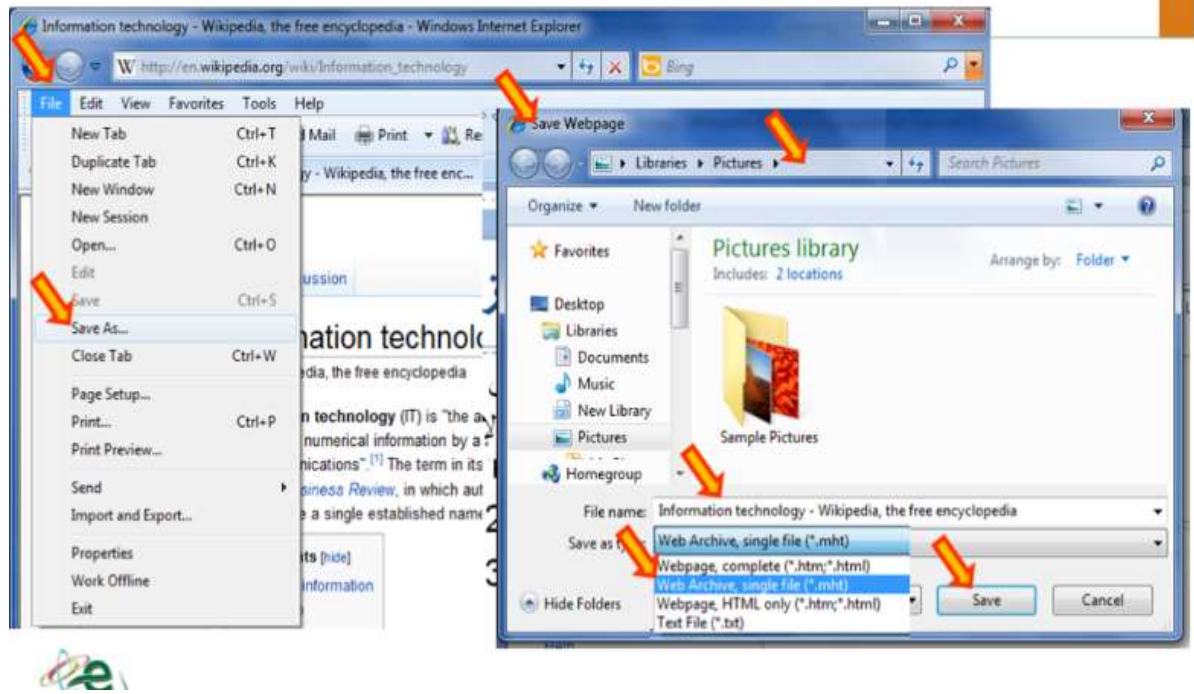 Information technology - Wikipedia, the free encyclopedia - Windows Internet Explorer
http://en.wikipedia.org/wiki/Information_technology
Bing
File Edit View Favorites Tools Help
New Tab Ctrl+T
Duplicate Tab Ctrl+K
New Window Ctrl+N
New Session
Open... Ctrl+O
Edit
Save Ctrl+S
Save As...
Close Tab Ctrl+W
Page Setup...
Print... Ctrl+P
Print Preview...
Send
Import and Export...
Properties
Work Offline
Exit
Mail Print Re
y - Wikipedia, the free enc...
ussion
nation technolo
edia, the free encyclopedia
n technology (IT) is "the a
numerical information by a
nications".[1] The term in its
siness Review, in which aut
e a single established name
ts [hide]
information
Save Webpage
Libraries Pictures
Search Pictures
Organize New folder
Favorites
Desktop
Libraries
Documents
Music
New Library
Pictures
Homegroup
Pictures library
Includes: 2 locations
Arrange by: Folder
Sample Pictures
File name: Information technology - Wikipedia, the free encyclopedia
Save as Web Archive, single file (*.mht)
Webpage, complete (*.htm;*.html)
Web Archive, single file (*.mht)
Webpage, HTML only (*.htm;*.html)
Text File (*.txt)
Hide Folders
Save Cancel
e